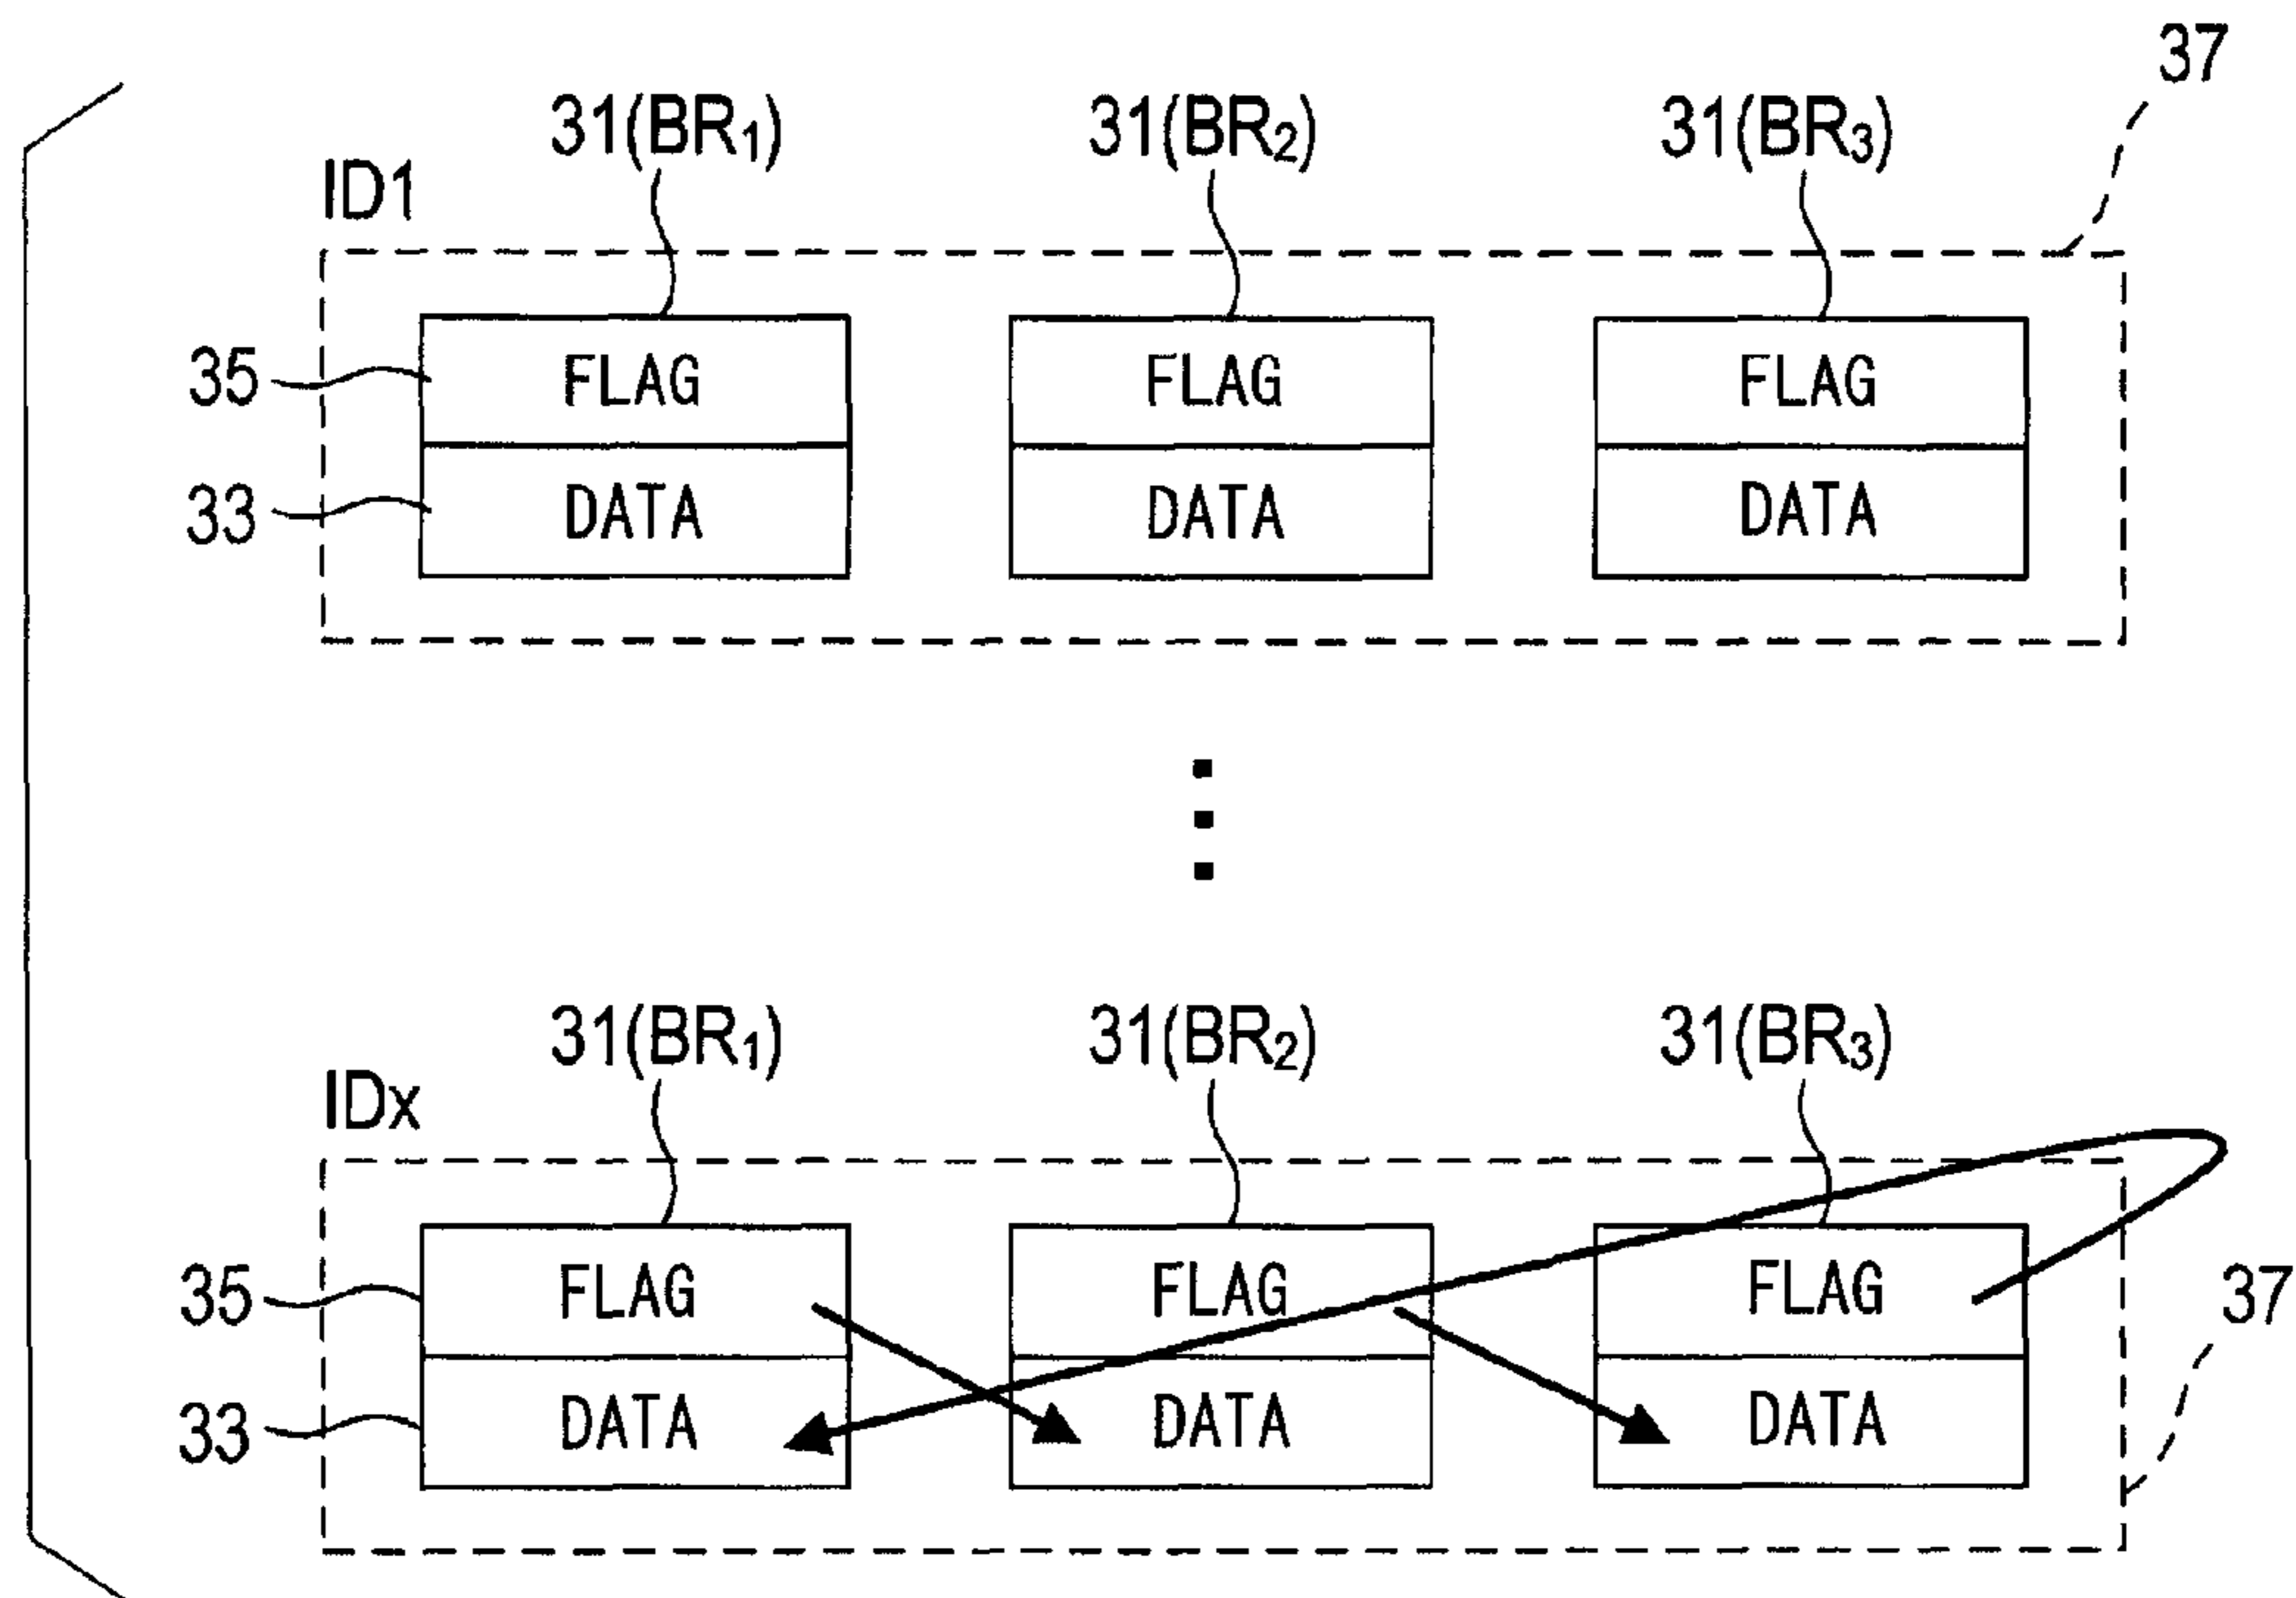 37
31(BR1) 31(BR2) 31(BR3)
ID1
35 FLAG FLAG FLAG
33 DATA DATA DATA
31(BR1) 31(BR2) 31(BR3)
IDx
35 FLAG FLAG FLAG 37
33 DATA DATA DATA